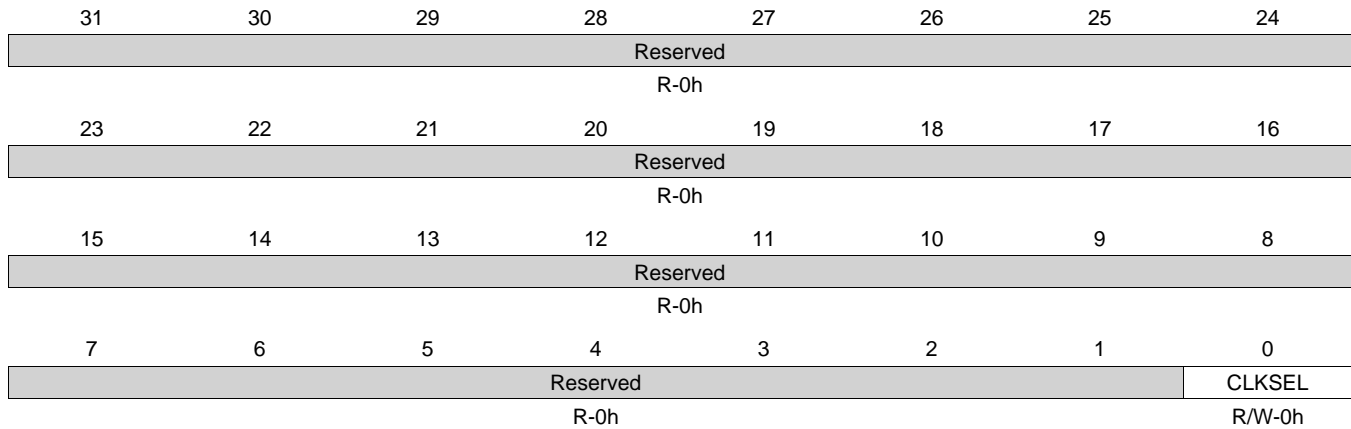 31 30 29 28 27 26 25 24
Reserved
R-0h
23 22 21 20 19 18 17 16
Reserved
R-0h
15 14 13 12 11 10 9 8
Reserved
R-0h
7 6 5 4 3 2 1 0
Reserved CLKSEL
R-0h R/W-0h